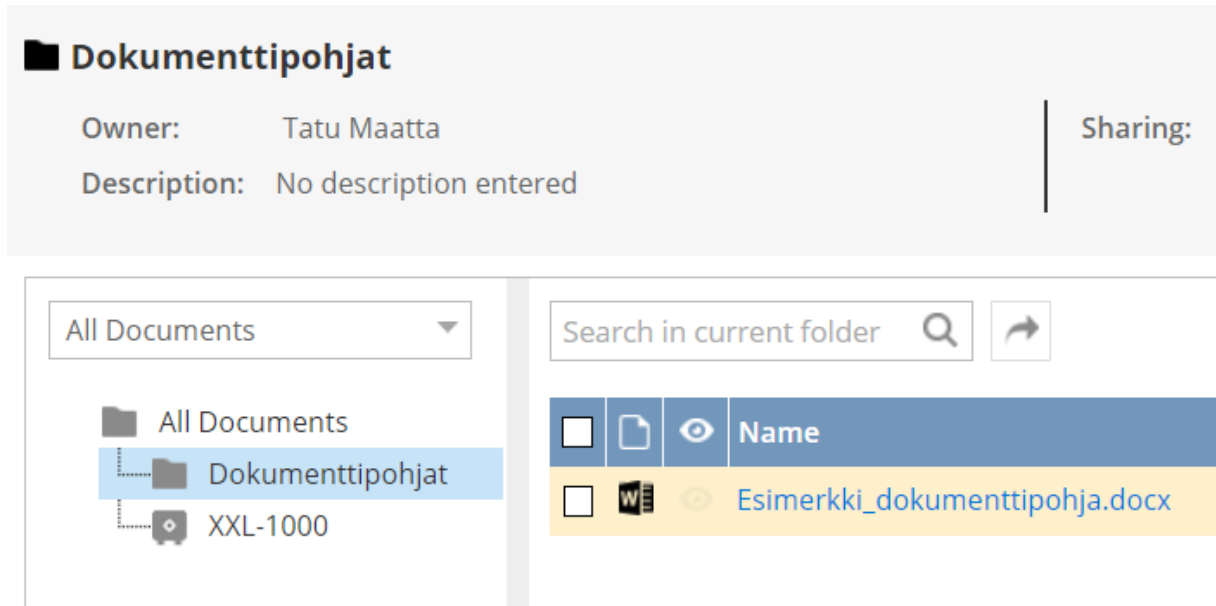 Dokumenttipohjat
Owner: Tatu Maatta
Sharing:
Description: No description entered
All Documents
All Documents
Dokumenttipohjat
XXL-1000
Search in current folder
Name
W Esimerkki_dokumenttipohja.docx